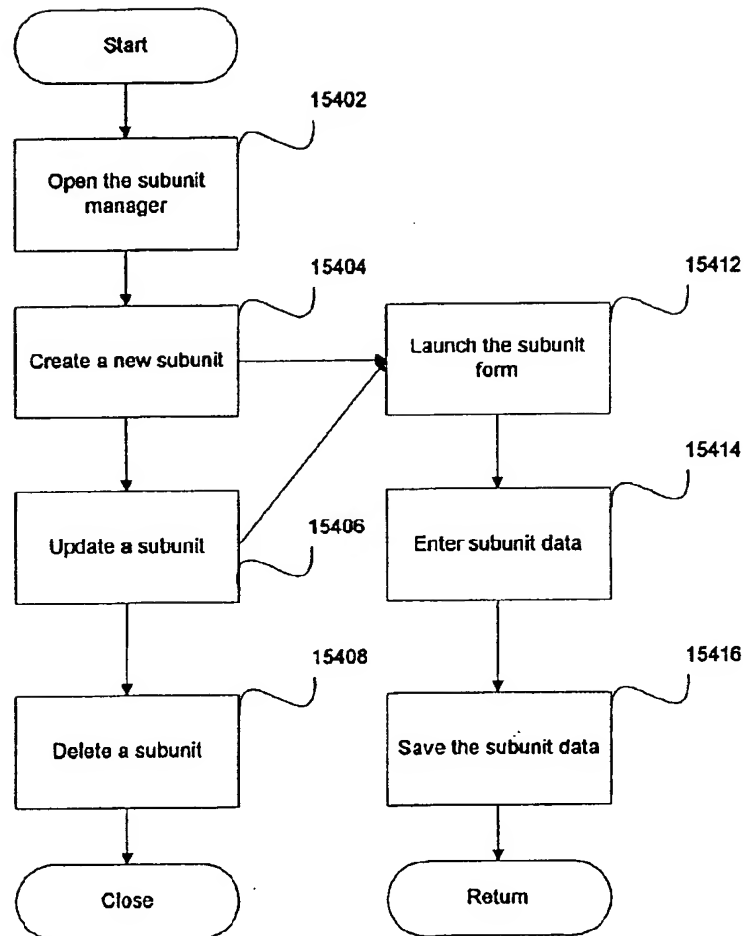 Start
15402
Open the subunit
manager
15404
Create a new subunit
15406
Update a subunit
15408
Delete a subunit
Close
15412
Launch the subunit
form
15414
Enter subunit data
15416
Save the subunit data
Return